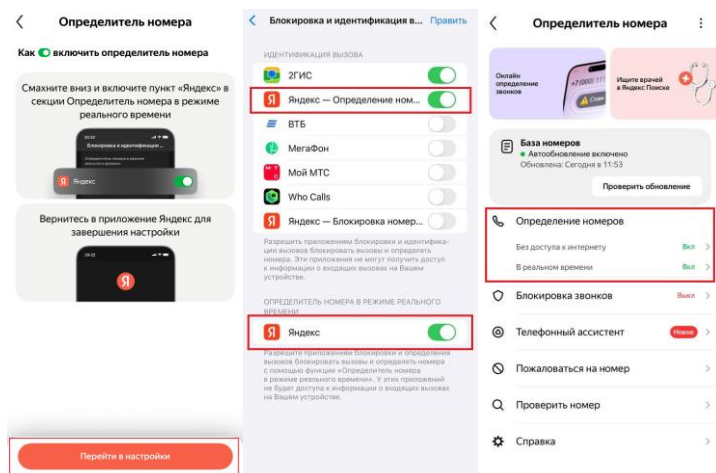 Определитель номера
Как включить определитель номера
Смахните вниз и включите пункт «Яндекс» в
секции Определитель номера в режиме
реального времени
Блокировка и идентификация ...
Яндекс
Вернитесь в приложение Яндекс для
завершения настройки
Я
Перейти в настройки
Блокировка и идентификация в... Править
ИДЕНТИФИКАЦИЯ ВЫЗОВА
2ГИС
Яндекс — Определение ном...
ВТБ
МегаФон
Мой МТС
Who Calls
Яндекс — Блокировка номер...
Разрешить приложениям блокировки и идентифика-
ции вызовов блокировать вызовы и определять
номера. Эти приложения не могут получить доступ
к информации о входящих вызовах на Вашем
устройстве.
ОПРЕДЕЛИТЕЛЬ НОМЕРА В РЕЖИМЕ РЕАЛЬНОГО
ВРЕМЕНИ
Яндекс
Разрешите приложениям блокировки и определения
вызовов блокировать вызовы и определять номера
с помощью функции «Определитель номера
в режиме реального времени». У этих приложений
не будет доступа к информации о входящих вызовах
на Вашем устройстве.
Определитель номера
Онлайн
определение
звонков
+7(000) 111
Спам
Ищите врачей
в Яндекс Поиске
База номеров
Автообновление включено
Обновлена: Сегодня в 11:53
Проверить обновление
Определение номеров
Без доступа к интернету Вкл
В реальном времени Вкл
Блокировка звонков Выкл
Телефонный ассистент Новое
Пожаловаться на номер
Проверить номер
Справка